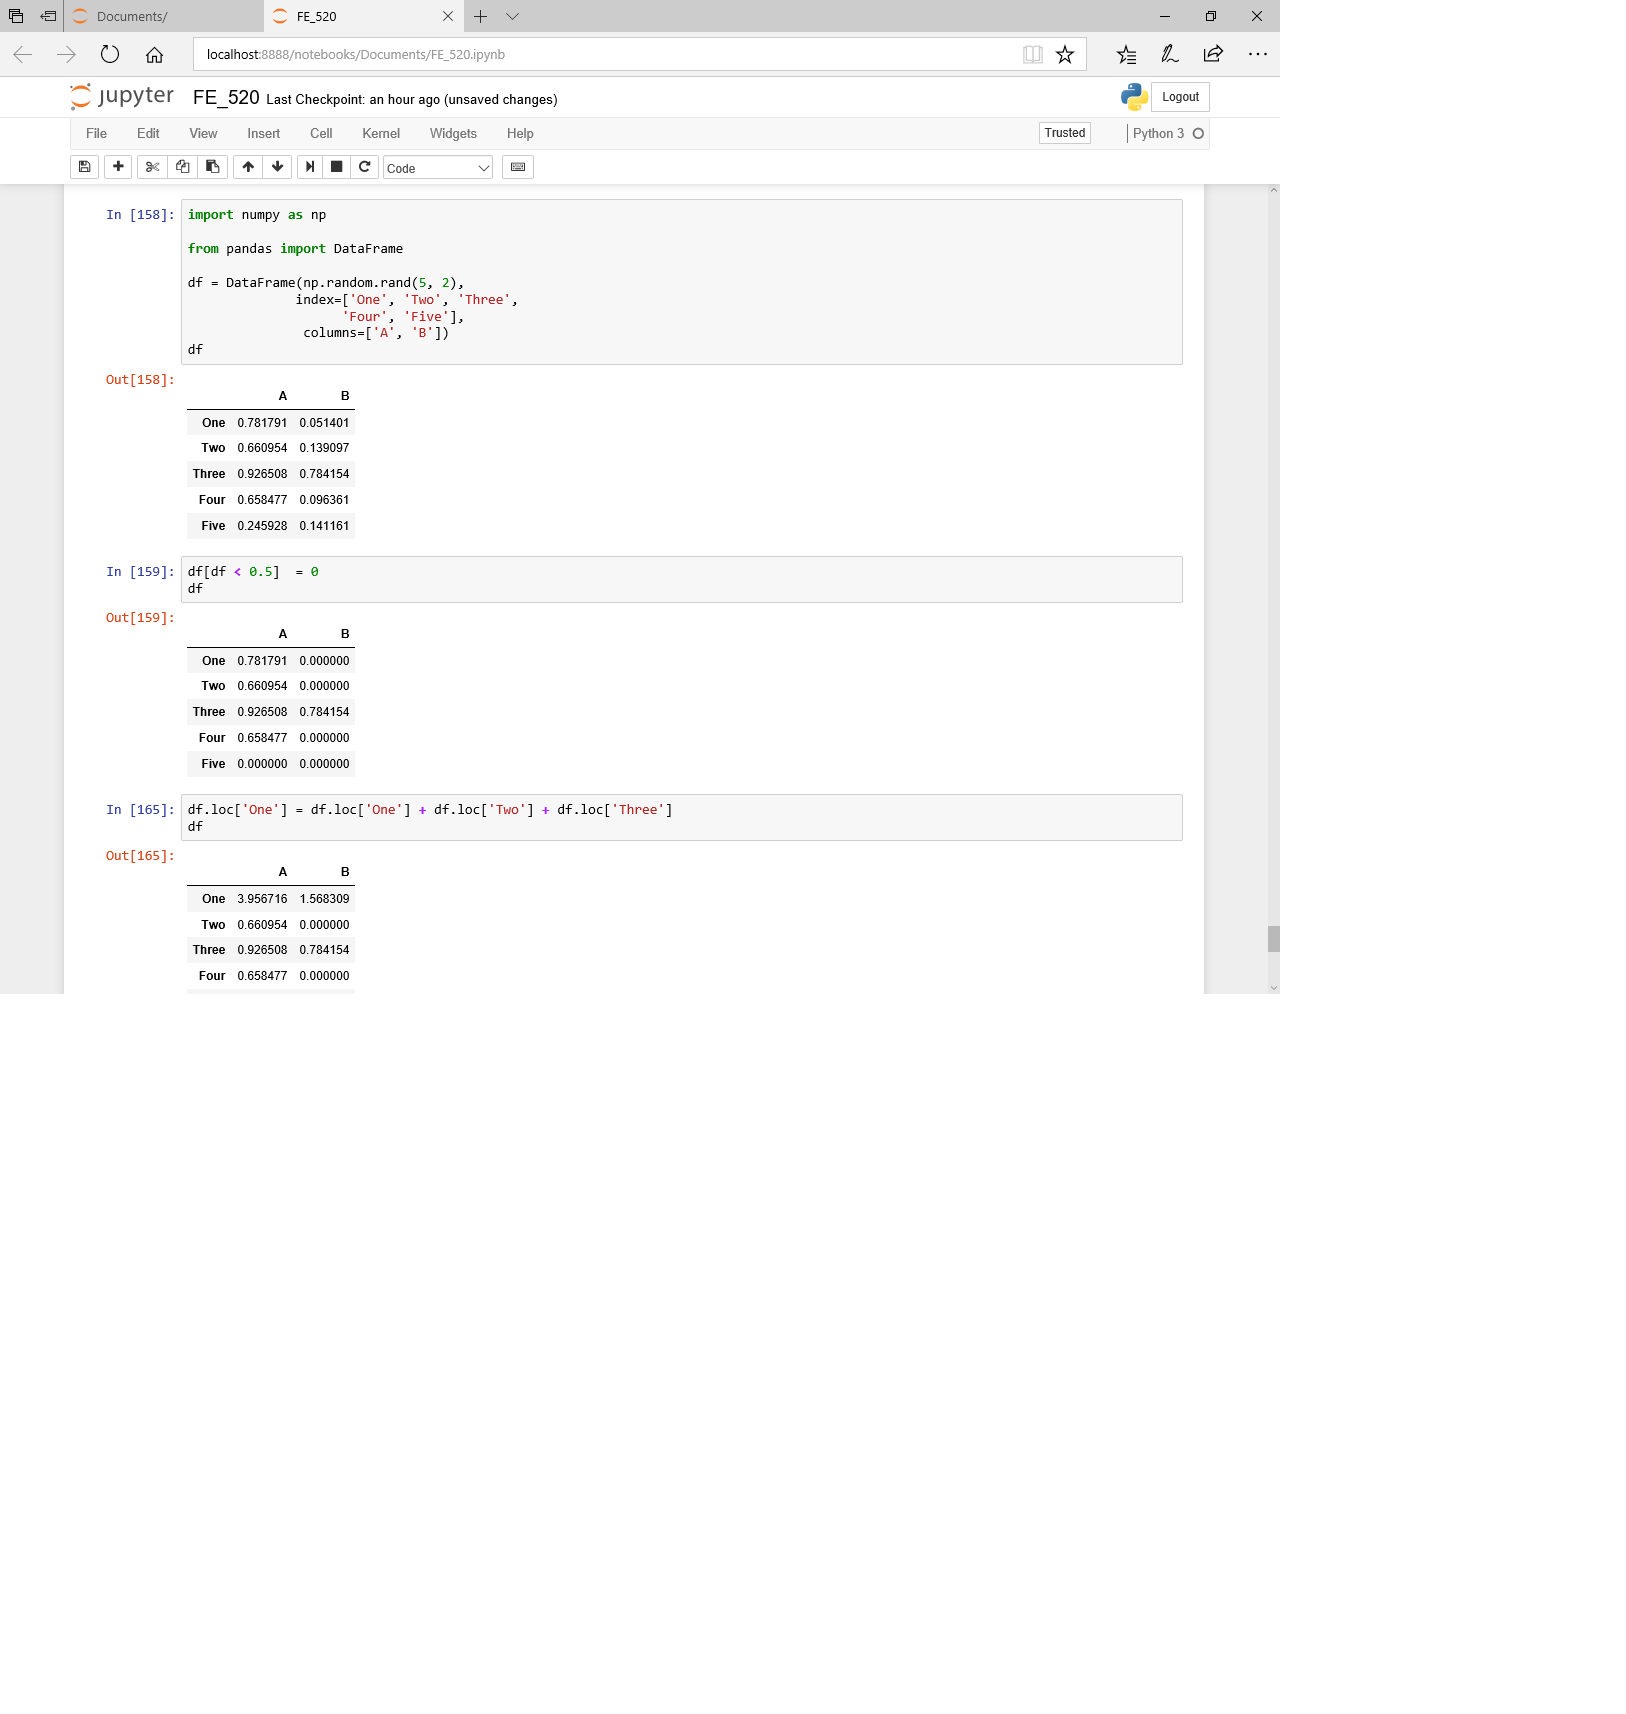 Documents/
FE_520
localhost:8888/notebooks/Documents/FE_520.ipynb
jupyter FE_520 Last Checkpoint: an hour ago (unsaved changes)
Logout
File Edit View Insert Cell Kernel Widgets Help
Trusted
Python 3
Code
In [158]:
import numpy as np
from pandas import DataFrame
df = DataFrame(np.random.rand(5, 2),
index=['One', 'Two', 'Three',
'Four', 'Five'],
columns=['A', 'B'])
df
Out[158]:
A B
One 0.781791 0.051401
Two 0.660954 0.139097
Three 0.926508 0.784154
Four 0.658477 0.096361
Five 0.245928 0.141161
In [159]:
df[df < 0.5]  = 0
df
Out[159]:
A B
One 0.781791 0.000000
Two 0.660954 0.000000
Three 0.926508 0.784154
Four 0.658477 0.000000
Five 0.000000 0.000000
In [165]:
df.loc['One'] = df.loc['One'] + df.loc['Two'] + df.loc['Three']
df
Out[165]:
A B
One 3.956716 1.568309
Two 0.660954 0.000000
Three 0.926508 0.784154
Four 0.658477 0.000000